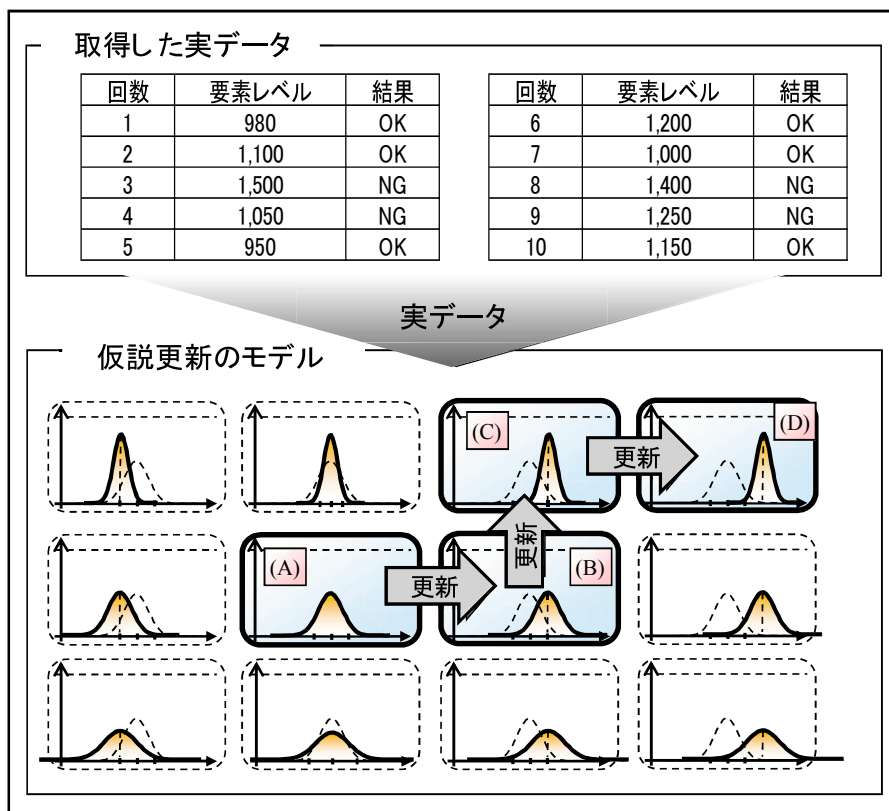 取得した実データ
回数 要素レベル 結果
1 980 OK
2 1,100 OK
3 1,500 NG
4 1,050 NG
5 950 OK
回数 要素レベル 結果
6 1,200 OK
7 1,000 OK
8 1,400 NG
9 1,250 NG
10 1,150 OK
実データ
仮説更新のモデル
(C)
更新
(D)
(A)
更新
更新
(B)